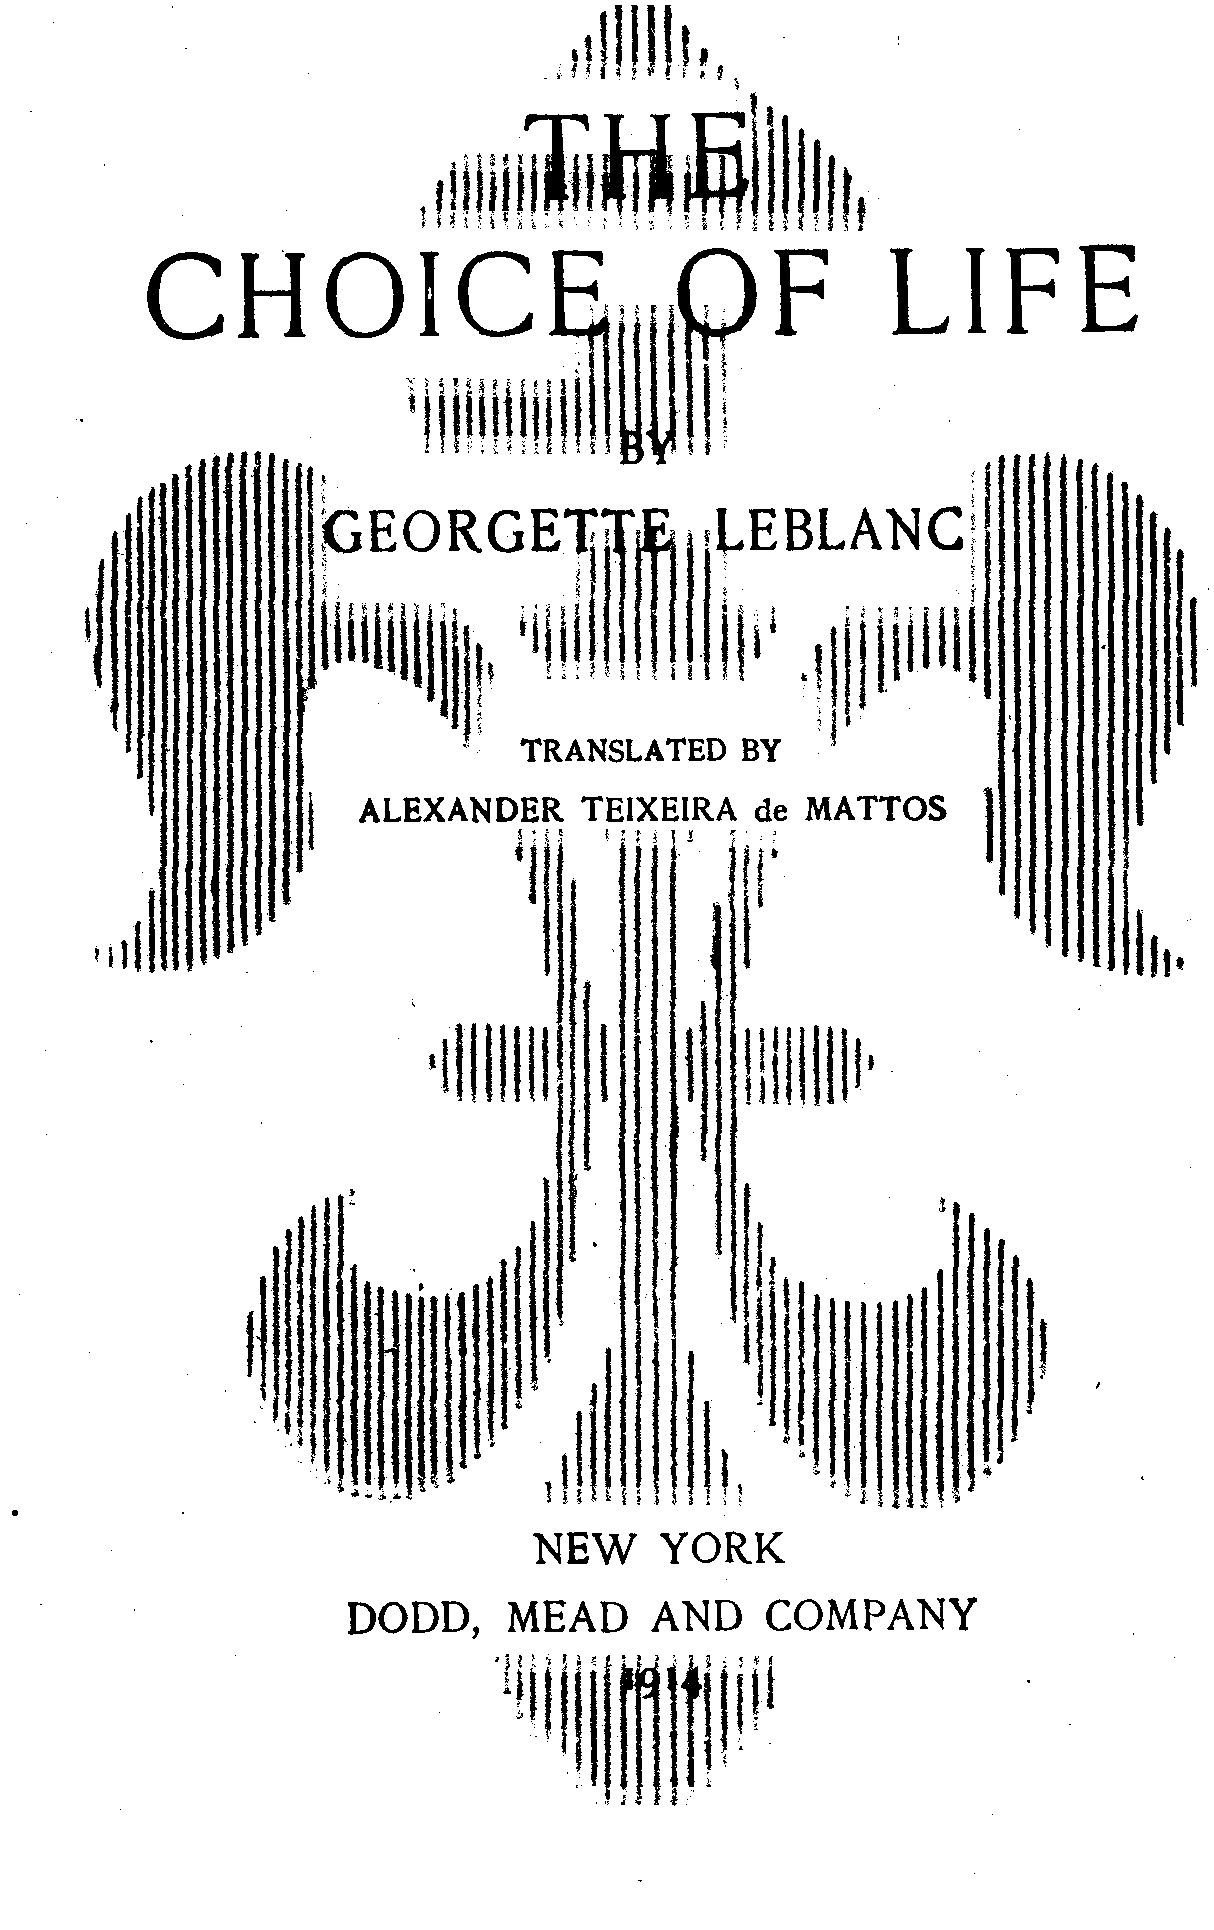 THE
CHOICE OF LIFE
BY
GEORGETTE LEBLANC
TRANSLATED BY
ALEXANDER TEIXEIRA de MATTOS
NEW YORK
DODD, MEAD AND COMPANY
1914